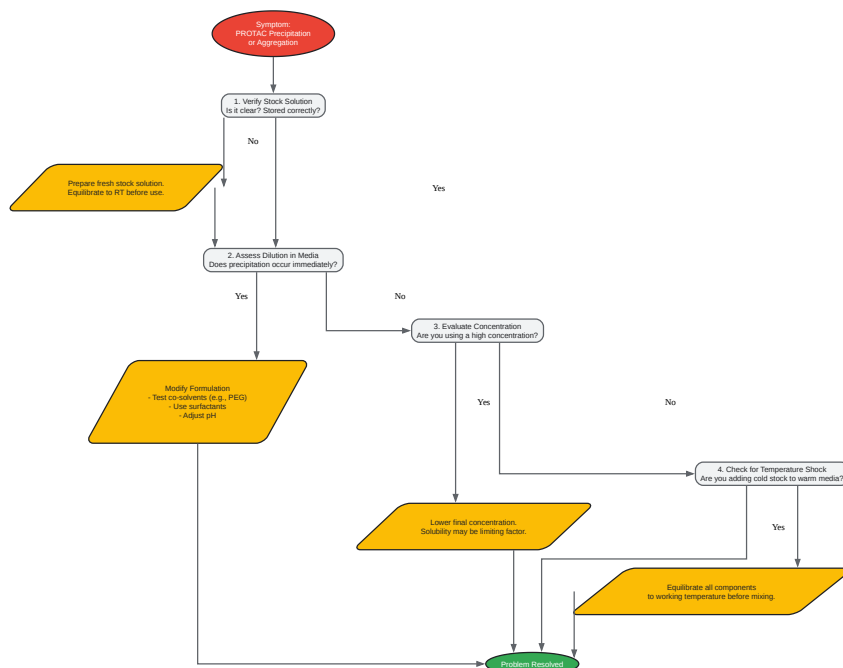 Symptom:
PROTAC Precipitation
or Aggregation
1. Verify Stock Solution
Is it clear? Stored correctly?
No
Prepare fresh stock solution.
Equilibrate to RT before use.
Yes
2. Assess Dilution in Media
Does precipitation occur immediately?
Yes
No
3. Evaluate Concentration
Are you using a high concentration?
Modify Formulation
- Test co-solvents (e.g., PEG)
- Use surfactants
- Adjust pH
Yes
No
4. Check for Temperature Shock
Are you adding cold stock to warm media?
Lower final concentration.
Solubility may be limiting factor.
Yes
Equilibrate all components
to working temperature before mixing.
Problem Resolved